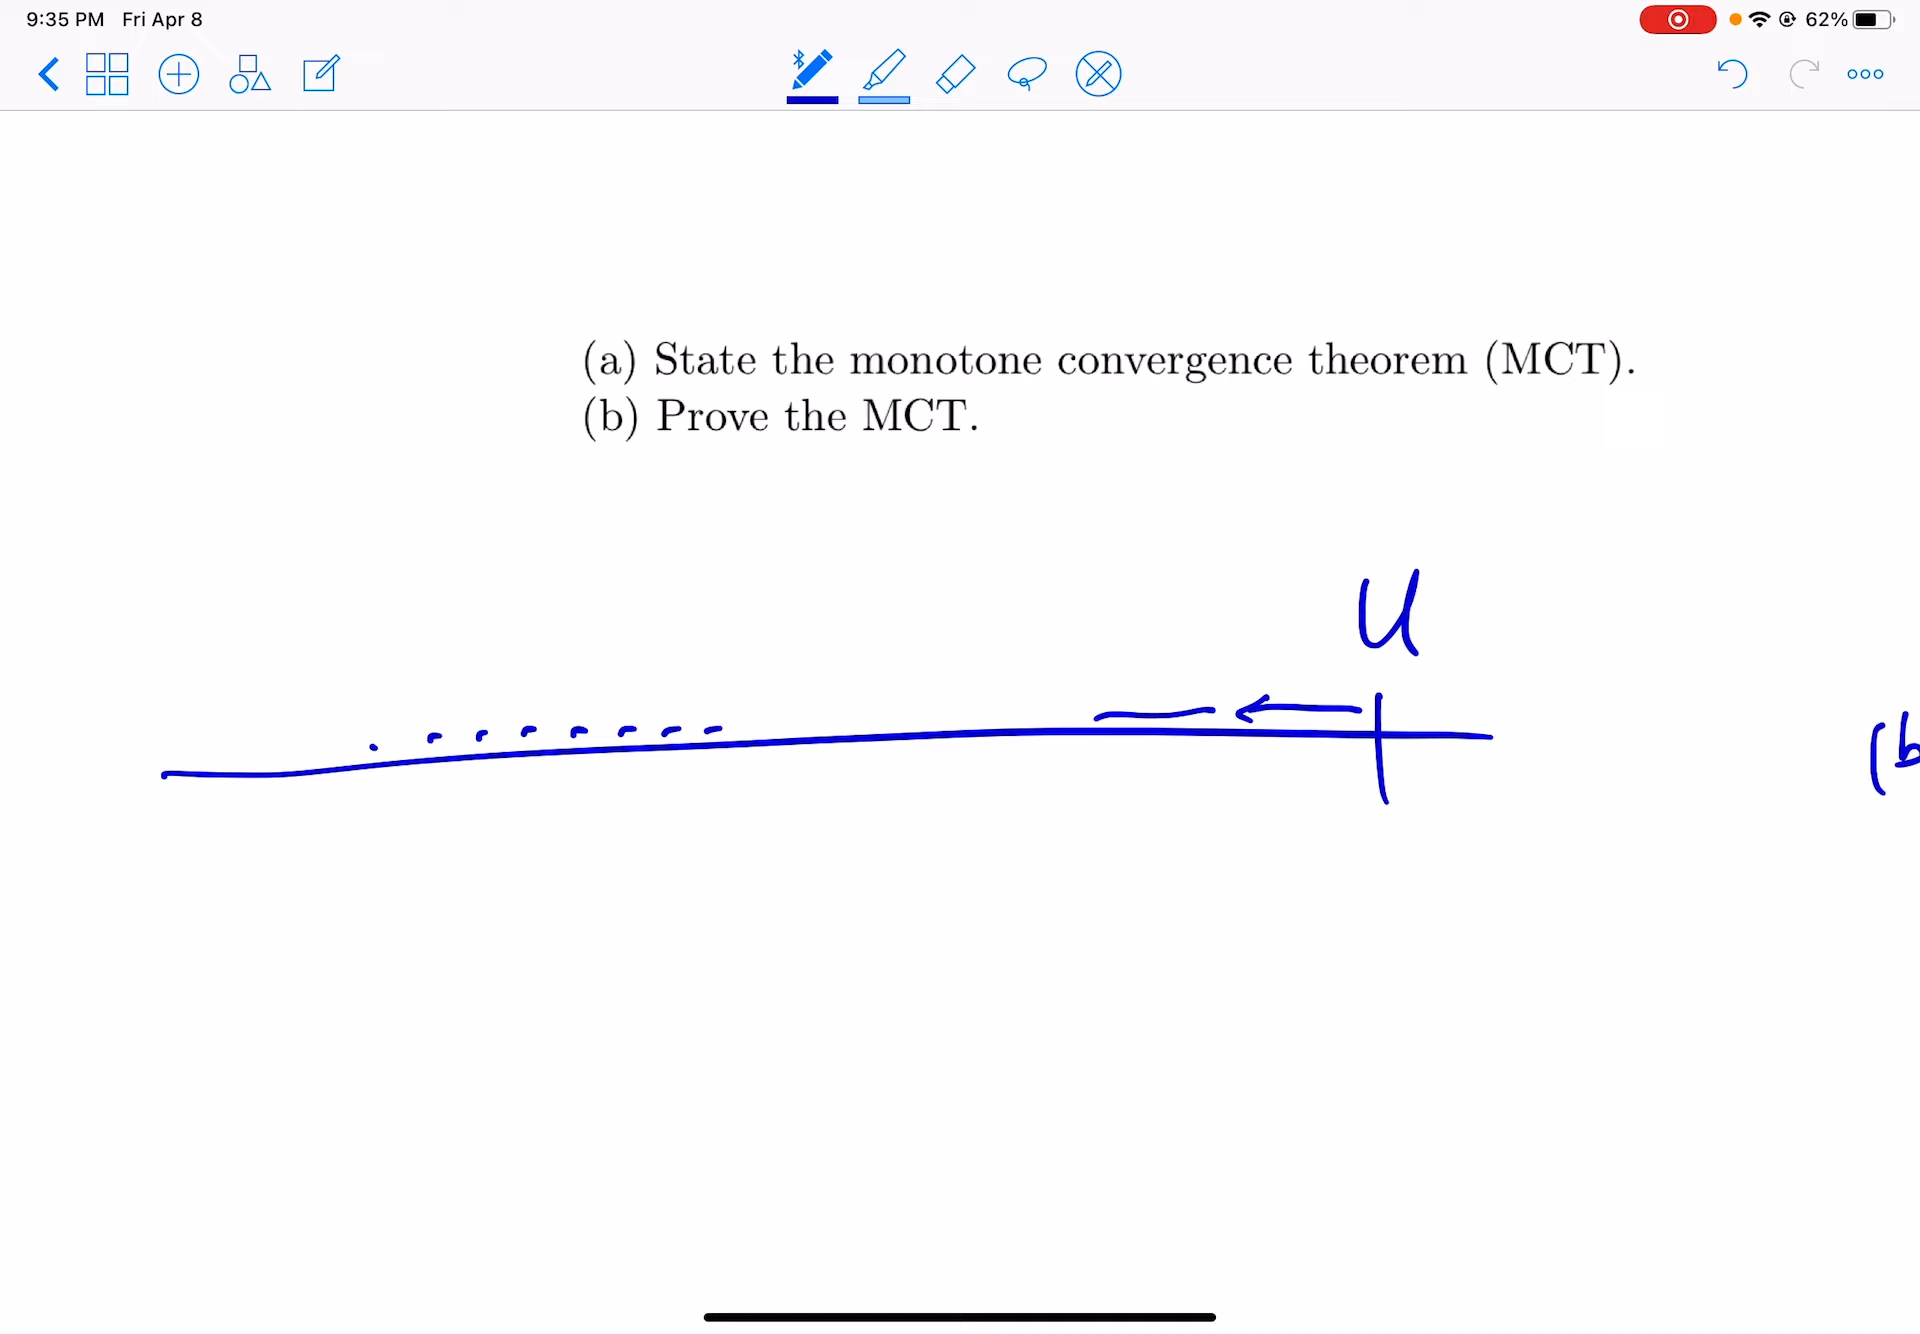 9:35 PM Fri Apr 8
62%
(a) State the monotone convergence theorem (MCT).
(b) Prove the MCT.
u
(b